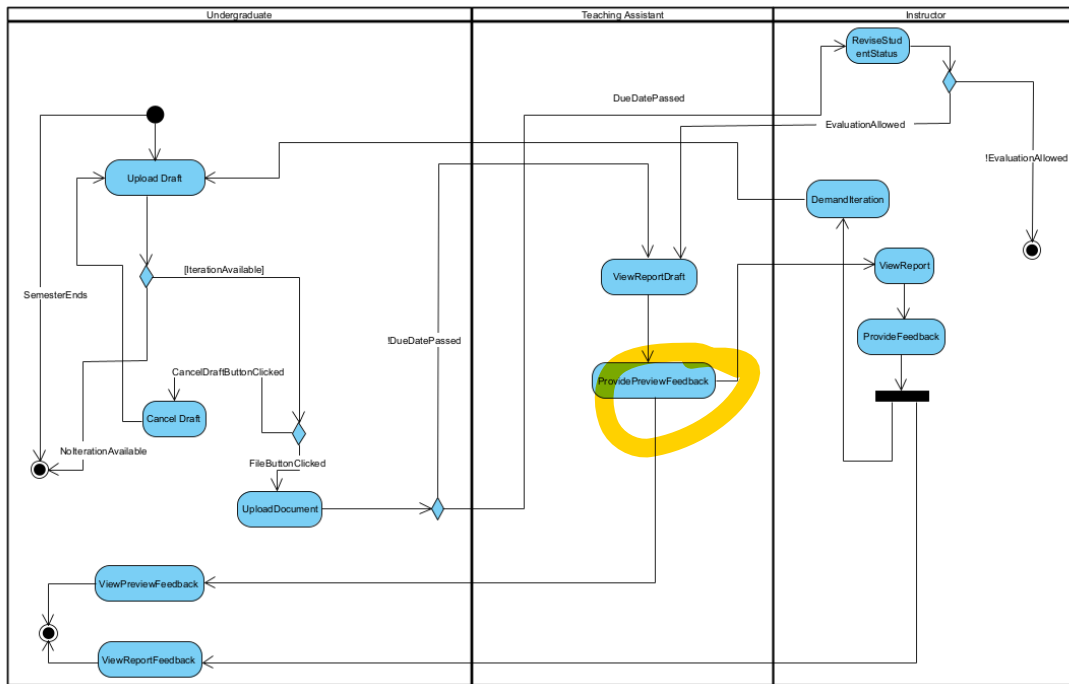 Undergraduate
Teaching Assistant
Instructor
ReviseStud
entStatus
DueDatePassed
EvaluationAllowed
!EvaluationAllowed
Upload Draft
DemandIteration
[IterationAvailable]
ViewReportDraft
ViewReport
SemesterEnds
!DueDatePassed
ProvideFeedback
CancelDraftButtonClicked
ProvidePreviewFeedback
Cancel Draft
NoIterationAvailable
FileButtonClicked
UploadDocument
ViewPreviewFeedback
ViewReportFeedback